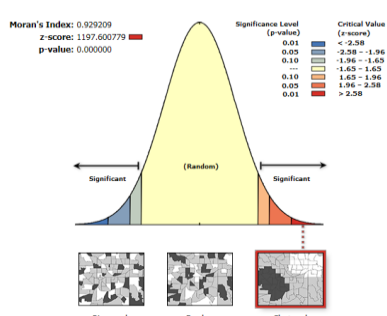 Moran's Index: 0.929209
z-score: 1197.600779
p-value: 0.000000
Significance Level
(p-value)
Critical Value
(z-score)
0.01 < -2.58
0.05 -2.58 - -1.96
0.10 -1.96 - -1.65
--- -1.65 - 1.65
0.10 1.65 - 1.96
0.05 1.96 - 2.58
0.01 > 2.58
(Random)
Significant
Significant